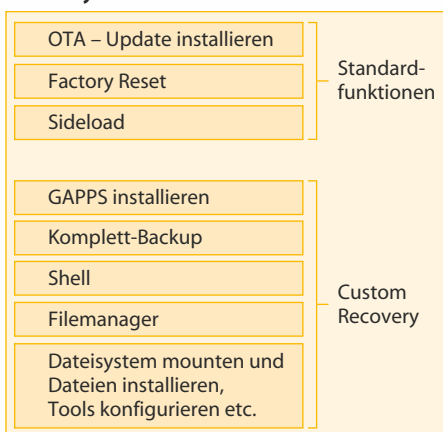 OTA – Update installieren
Factory Reset
Sideload
Standard-
funktionen
GAPPS installieren
Komplett-Backup
Shell
Filemanager
Dateisystem mounten und
Dateien installieren,
Tools konfigurieren etc.
Custom
Recovery